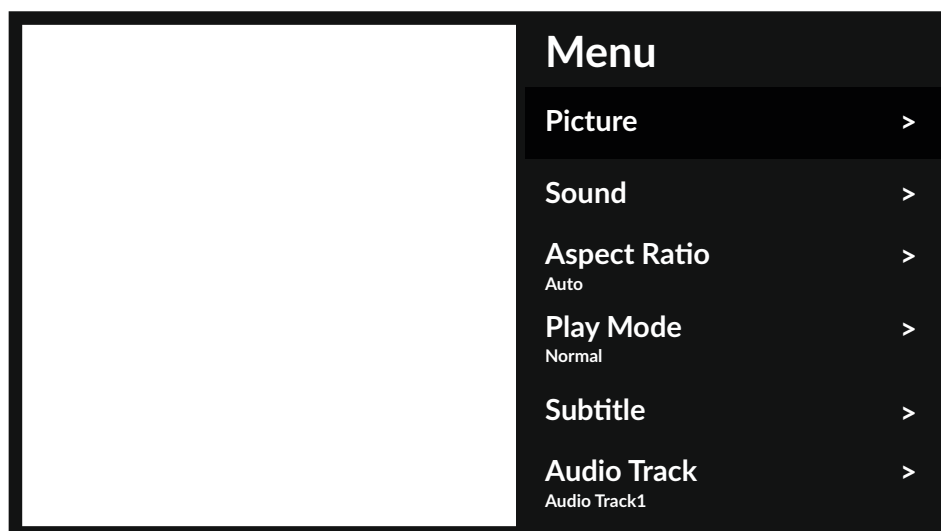 Menu
Picture >
Sound >
Aspect Ratio >
Auto
Play Mode >
Normal
Subtitle >
Audio Track >
Audio Track1